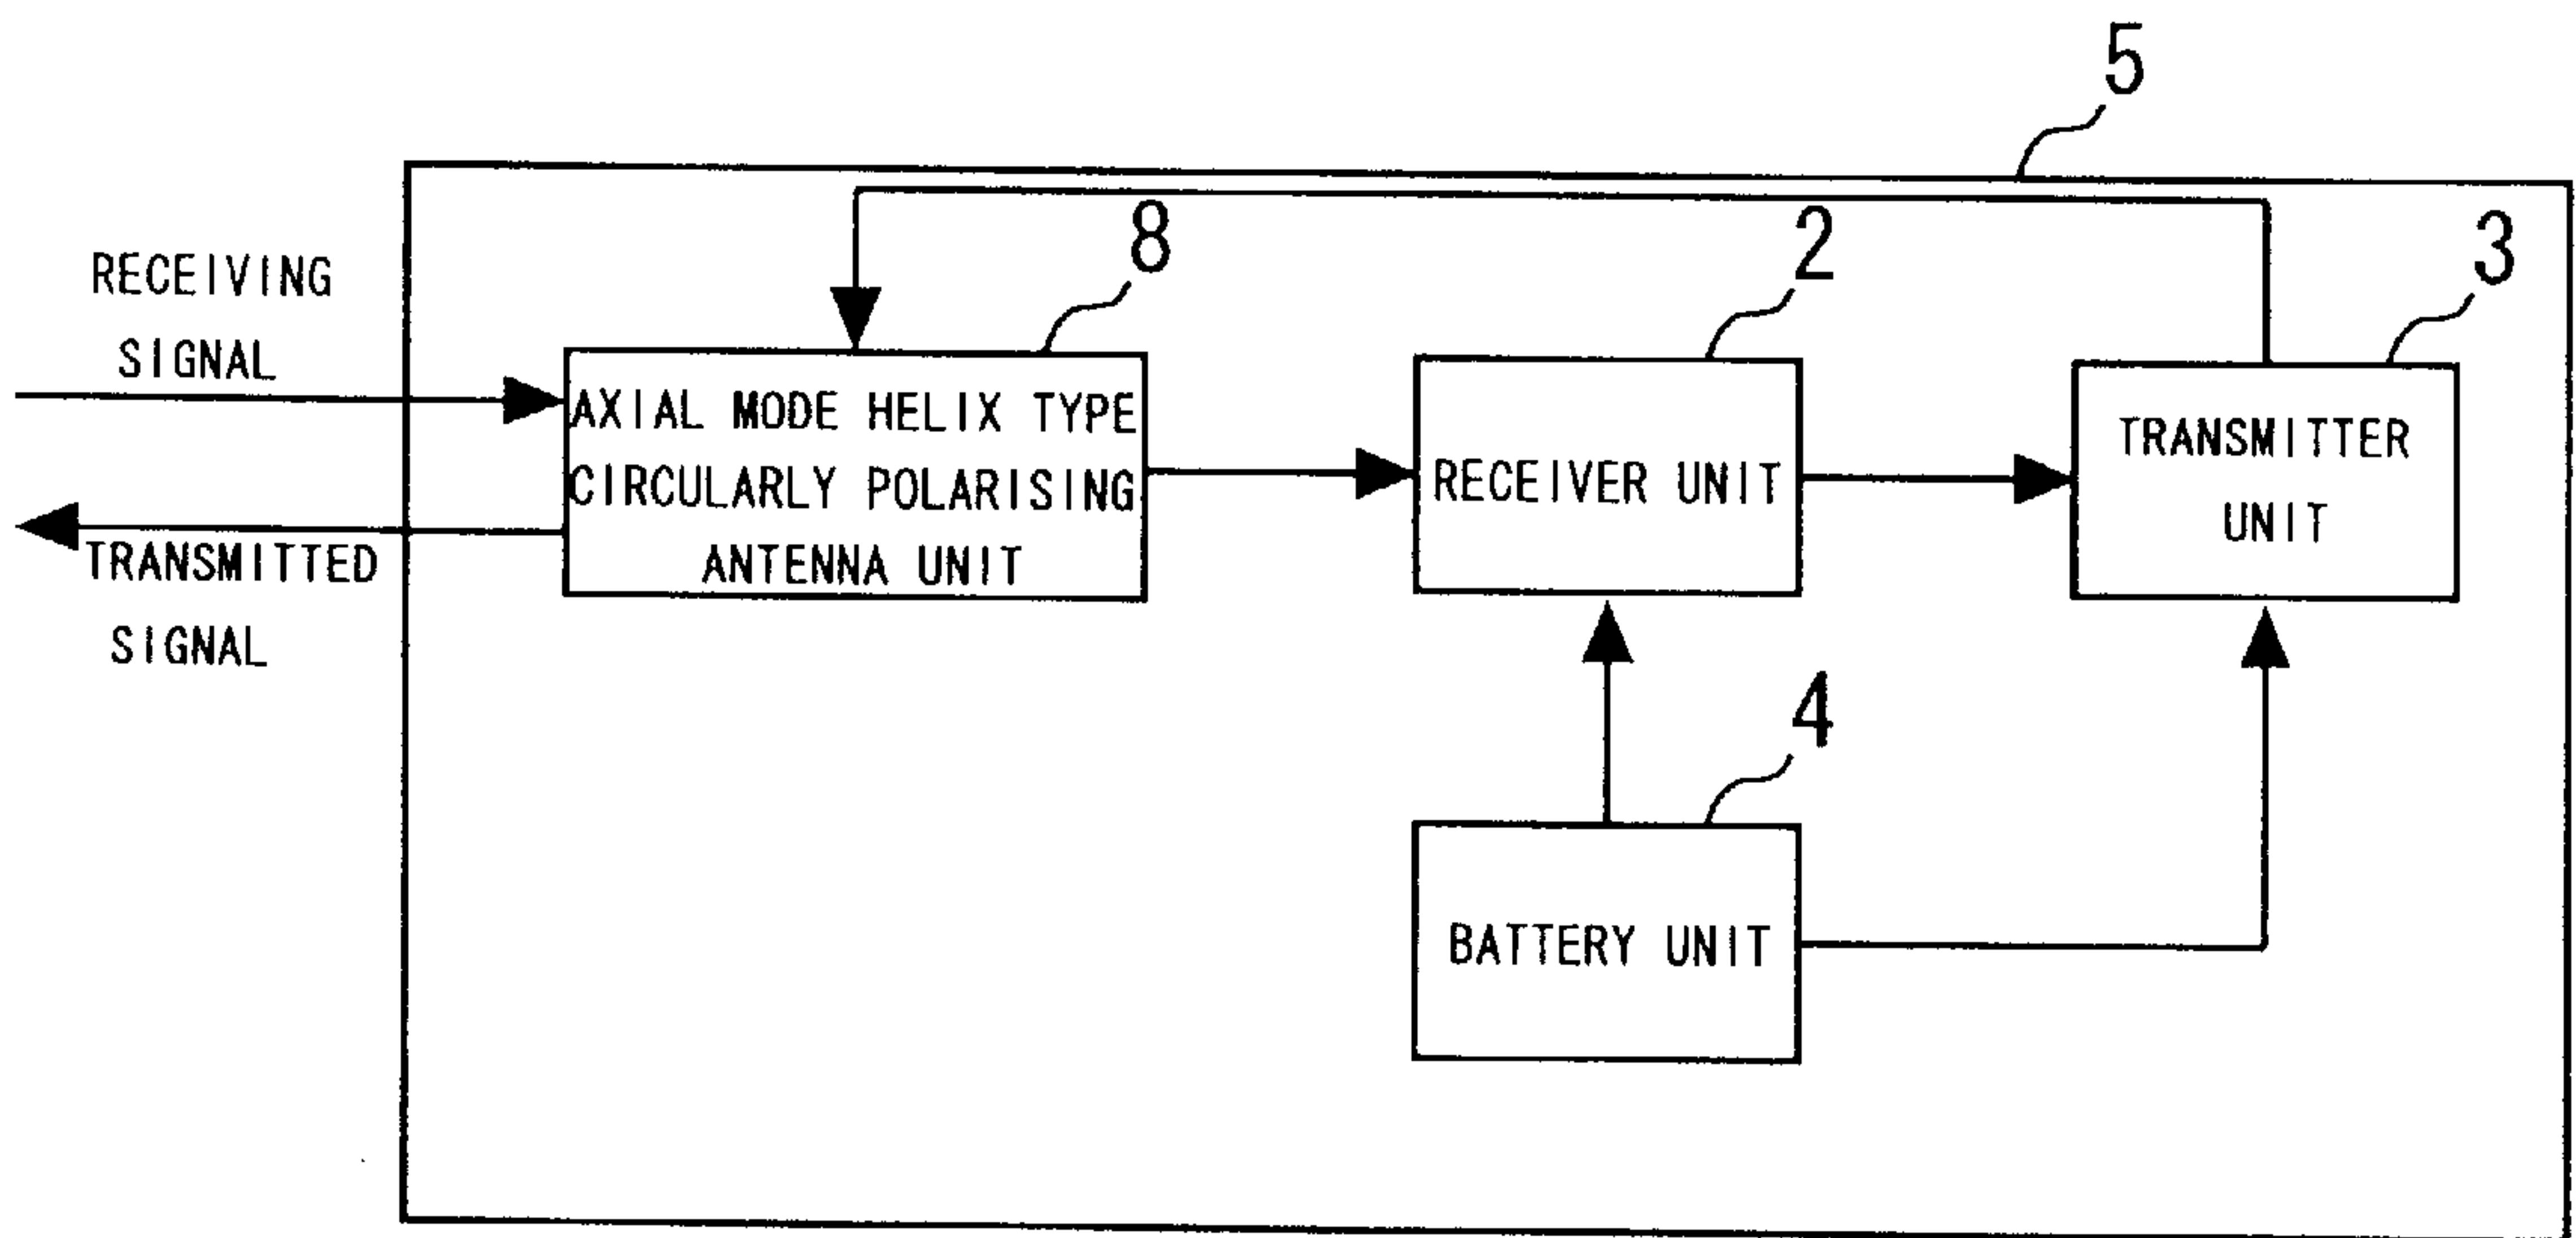 5
8
2
3
RECEIVING
SIGNAL
AXIAL MODE HELIX TYPE
CIRCULARLY POLARISING
ANTENNA UNIT
RECEIVER UNIT
TRANSMITTER
UNIT
TRANSMITTED
SIGNAL
4
BATTERY UNIT